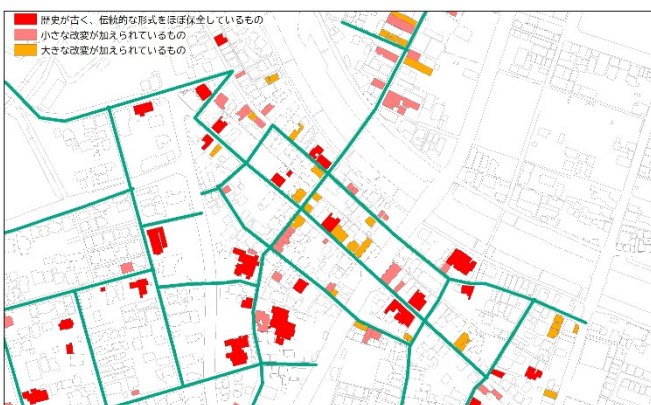 歴史が古く、伝統的な形式をほぼ保全しているもの
小さな改変が加えられているもの
大きな改変が加えられているもの